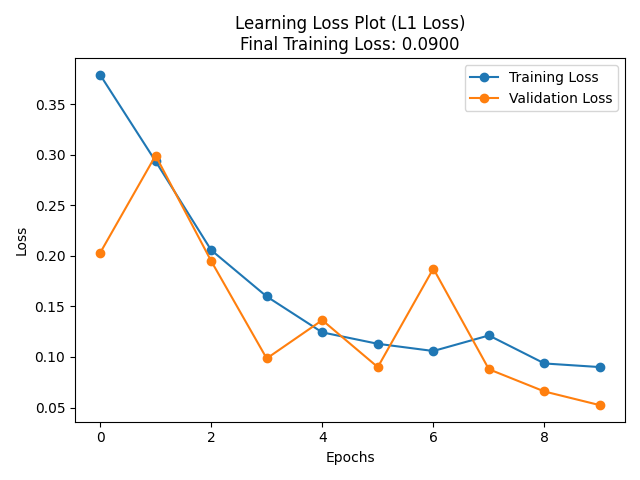 Learning Loss Plot (L1 Loss)
Final Training Loss: 0.0900
Training Loss
Validation Loss
Loss
0.35
0.30
0.25
0.20
0.15
0.10
0.05
0 2 4 6 8
Epochs